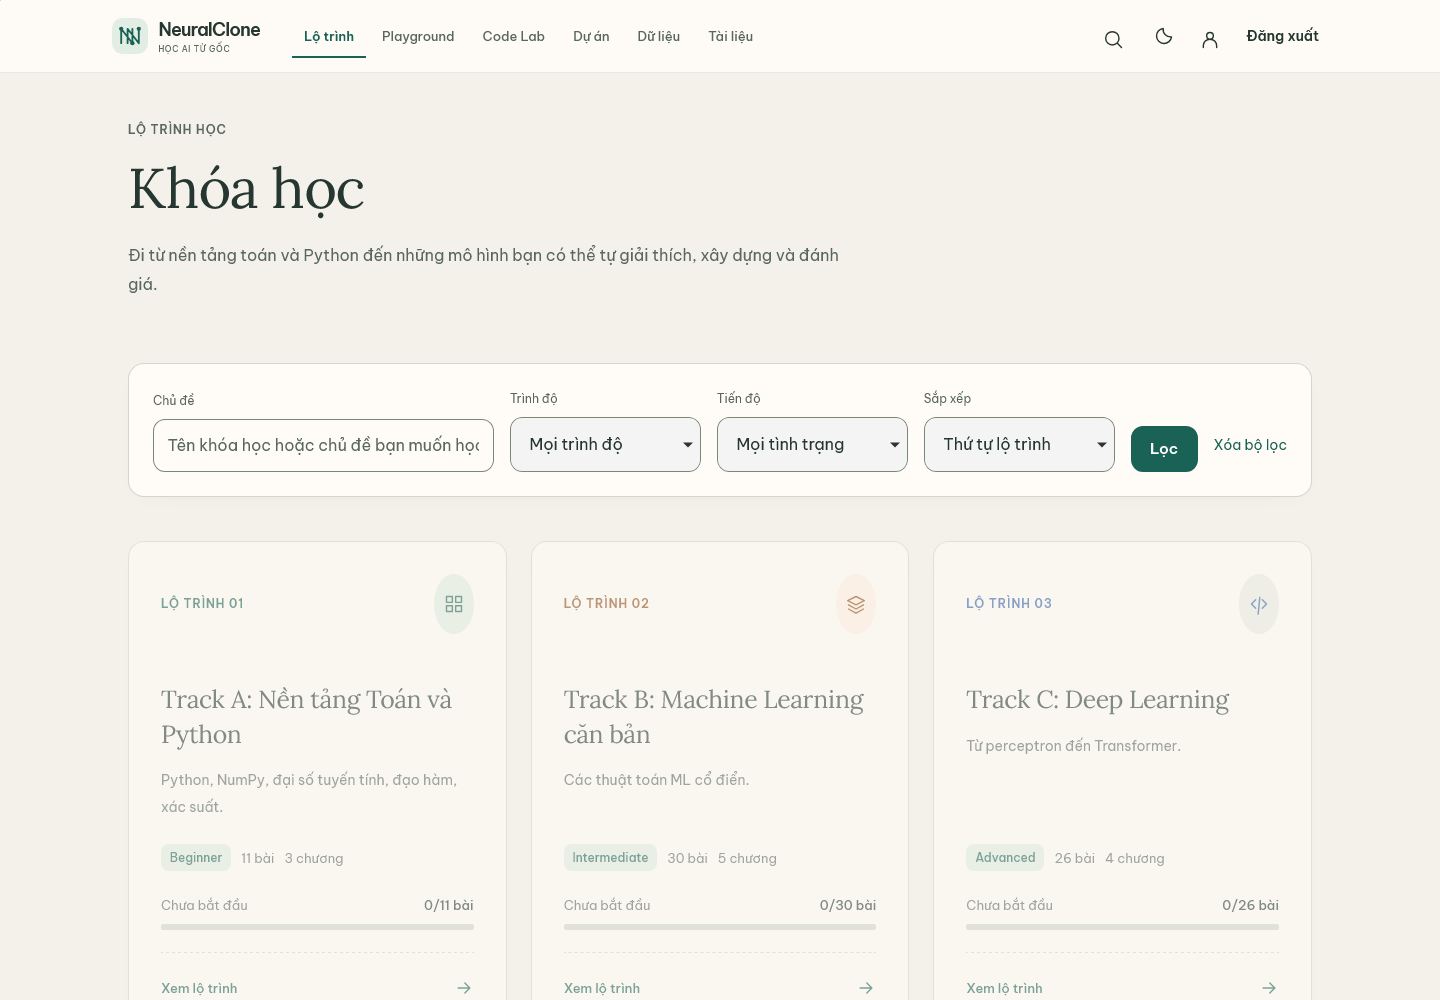 NeuralClone
HỌC AI TỪ GỐC
Lộ trình
Playground
Code Lab
Dự án
Dữ liệu
Tài liệu
Đăng xuất
LỘ TRÌNH HỌC
Khóa học
Đi từ nền tảng toán và Python đến những mô hình bạn có thể tự giải thích, xây dựng và đánh
giá.
Chủ đề
Trình độ
Tiến độ
Sắp xếp
Tên khóa học hoặc chủ đề bạn muốn học
Mọi trình độ
Mọi tình trạng
Thứ tự lộ trình
Lọc
Xóa bộ lọc
LỘ TRÌNH 01
Track A: Nền tảng Toán và
Python
Python, NumPy, đại số tuyến tính, đạo hàm,
xác suất.
Beginner 11 bài 3 chương
Chưa bắt đầu 0/11 bài
Xem lộ trình
LỘ TRÌNH 02
Track B: Machine Learning
căn bản
Các thuật toán ML cổ điển.
Intermediate 30 bài 5 chương
Chưa bắt đầu 0/30 bài
Xem lộ trình
LỘ TRÌNH 03
Track C: Deep Learning
Từ perceptron đến Transformer.
Advanced 26 bài 4 chương
Chưa bắt đầu 0/26 bài
Xem lộ trình